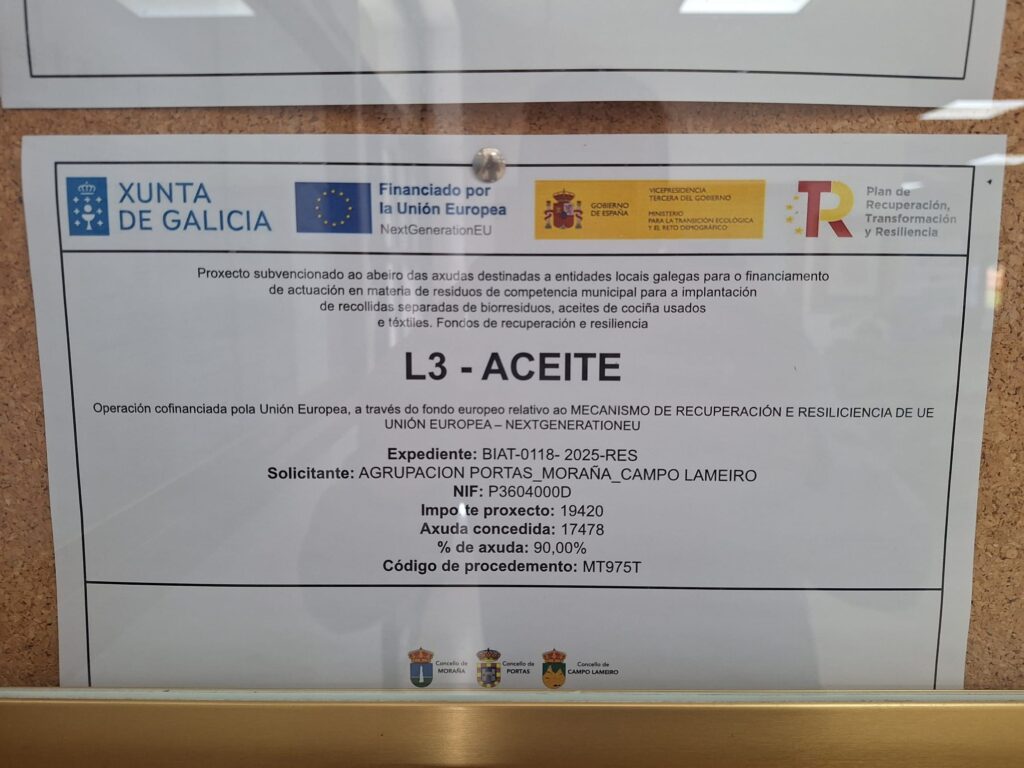 XUNTA
DE GALICIA
Financiado por
la Unión Europea
NextGenerationEU
GOBIERNO
DE ESPAÑA
VICEPRESIDENCIA
TERCERA DEL GOBIERNO
MINISTERIO
PARA LA TRANSICIÓN ECOLÓGICA
Y EL RETO DEMOGRÁFICO
TR
Plan de
Recuperación,
Transformación
y Resiliencia
Proxecto subvencionado ao abeiro das axudas destinadas a entidades locais galegas para o financiamento
de actuación en materia de residuos de competencia municipal para a implantación
de recollidas separadas de biorresiduos, aceites de cociña usados
e téxtiles. Fondos de recuperación e resiliencia
L3 - ACEITE
Operación cofinanciada pola Unión Europea, a través do fondo europeo relativo ao MECANISMO DE RECUPERACIÓN E RESILICIENCIA DE UE
UNIÓN EUROPEA – NEXTGENERATIONEU
Expediente: BIAT-0118- 2025-RES
Solicitante: AGRUPACION PORTAS_MORAÑA_CAMPO LAMEIRO
NIF: P3604000D
Importe proxecto: 19420
Axuda concedida: 17478
% de axuda: 90,00%
Código de procedemento: MT975T
Concello de
MORAÑA
Concello de
PORTAS
Concello de
CAMPO LAMEIRO